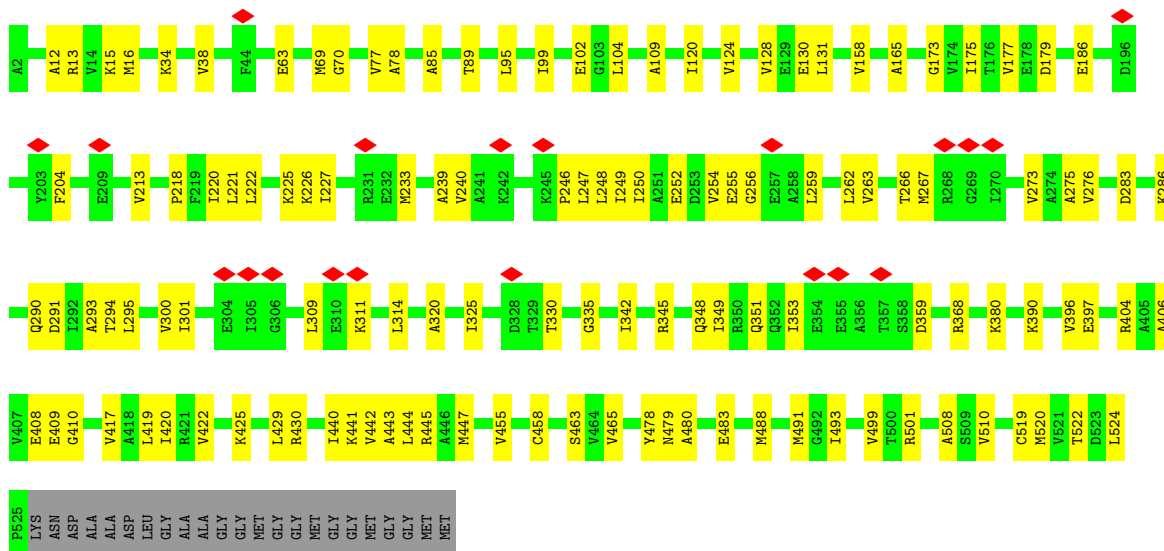 A2 A12 R13 V14 K15 M16 K34 V38 F44 E63 M69 G70 V77 A78 A85 T89 L95 I99 E102 G103 L104 A109 I120 V124 V128 E129 E130 L131 V158 A165 G173 V174 I175 T176 V177 E178 D179 E186 D196
Y203 F204 E209 V213 P218 F219 I220 L221 L222 K225 K226 I227 R231 E232 M233 A239 V240 A241 K242 K245 P246 L247 L248 I249 I250 A251 E252 D253 V254 E255 G256 E257 A258 L259 L262 V263 T266 M267 R268 G269 I270 V273 A274 A275 V276 D283 K286
Q290 D291 I292 A293 T294 L295 V300 I301 E304 I305 G306 L309 E310 K311 L314 A320 I325 D328 T329 T330 G335 I342 R345 Q348 I349 R350 Q351 Q352 I353 E354 E355 A356 T357 S358 D359 R368 K380 K390 V396 E397 R404 A405 A406
V407 E408 E409 G410 V417 A418 L419 I420 R421 V422 K425 L429 R430 I440 K441 V442 A443 L444 R445 A446 M447 V455 C458 S463 V464 V465 Y478 N479 A480 E483 M488 M491 G492 I493 V499 T500 R501 A508 S509 V510 C519 M520 V521 T522 D523 L524
P525 LYS ASN ASP ALA ALA ASP LEU GLY ALA ALA GLY GLY MET GLY GLY MET GLY GLY MET GLY GLY MET MET